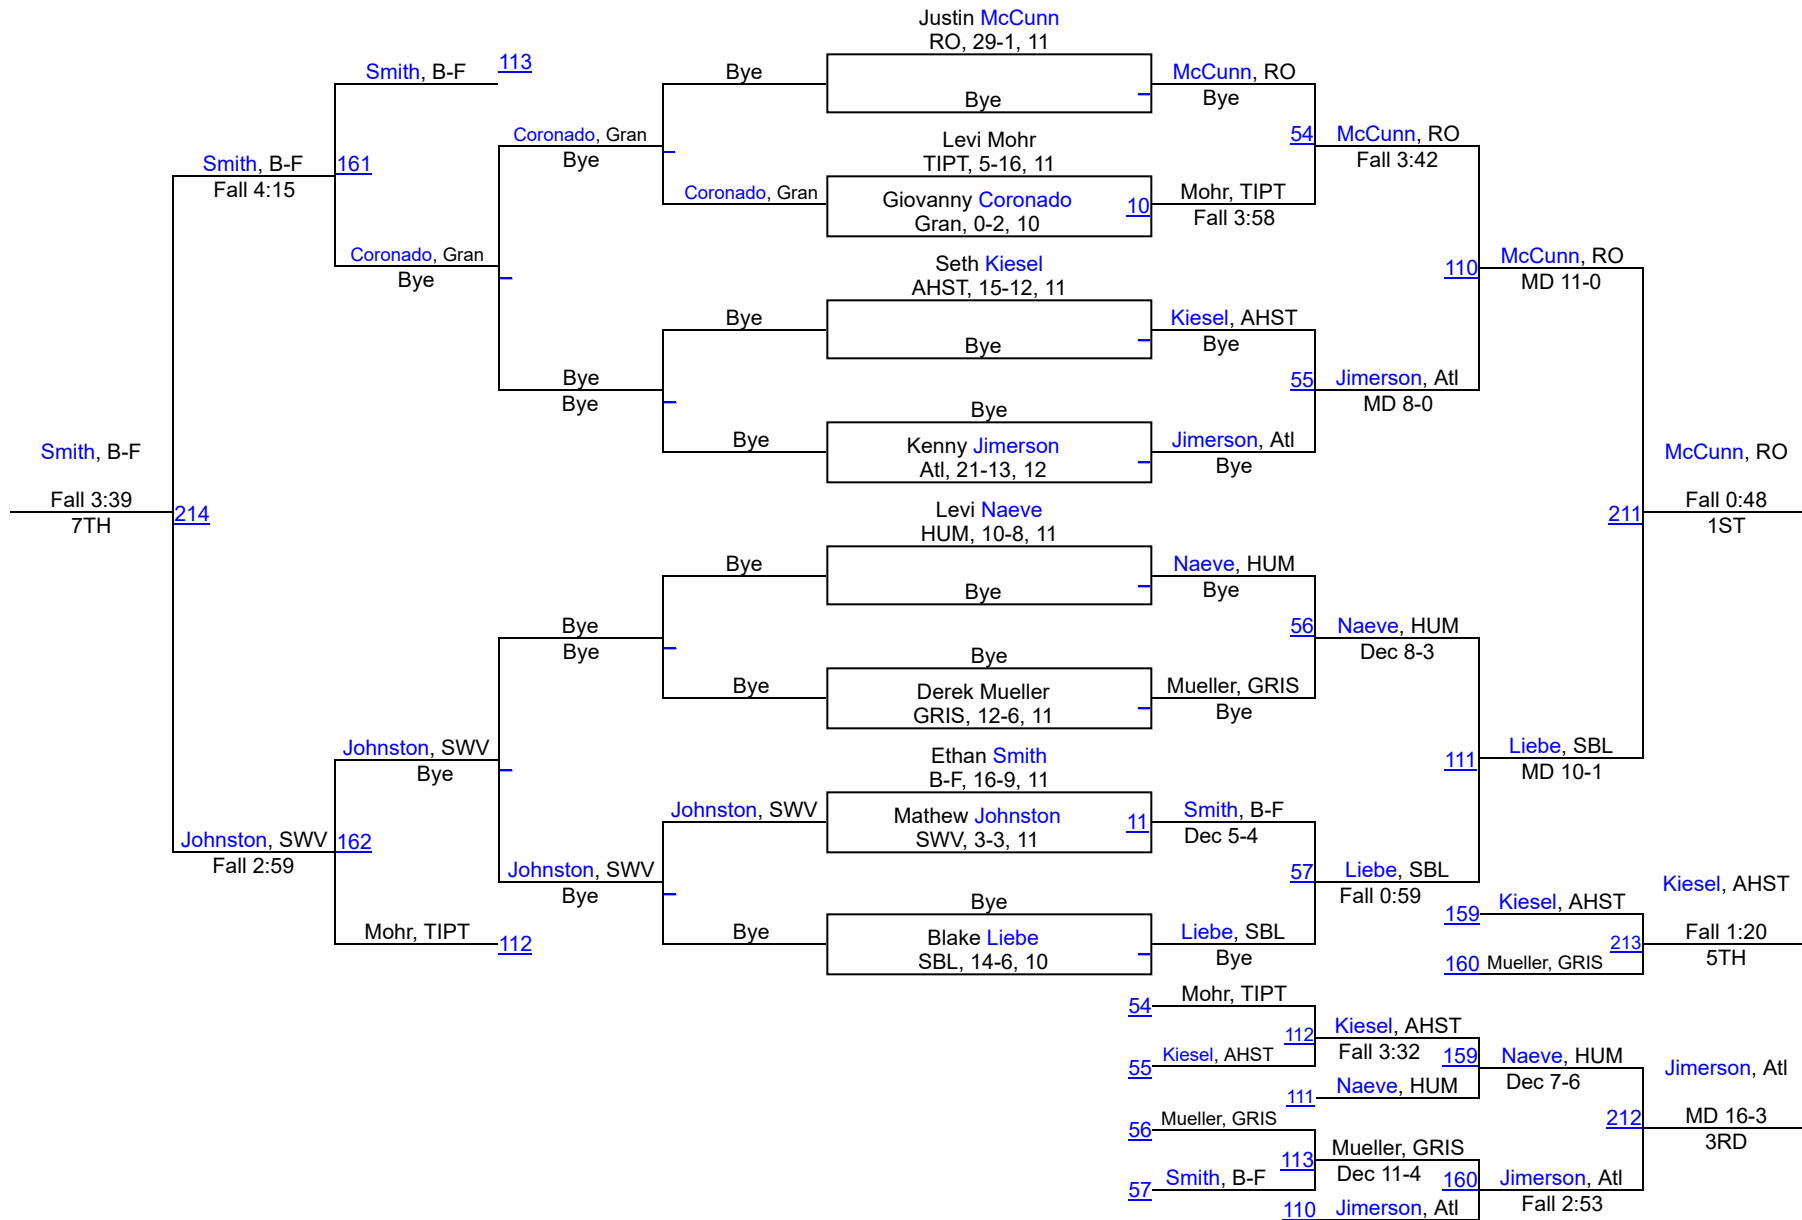 Justin McCunn
RO, 29-1, 11
Bye
Levi Mohr
TIPT, 5-16, 11
Giovanny Coronado
Gran, 0-2, 10
10
Seth Kiesel
AHST, 15-12, 11
Bye
Bye
Kenny Jimerson
Atl, 21-13, 12
Levi Naeve
HUM, 10-8, 11
Bye
Bye
Derek Mueller
GRIS, 12-6, 11
Ethan Smith
B-F, 16-9, 11
Mathew Johnston
SWV, 3-3, 11
11
Bye
Blake Liebe
SBL, 14-6, 10
McCunn, RO
Bye
54
Mohr, TIPT
Fall 3:58
Kiesel, AHST
Bye
55
Jimerson, Atl
Bye
Naeve, HUM
Bye
56
Mueller, GRIS
Bye
Smith, B-F
Dec 5-4
57
Liebe, SBL
Bye
McCunn, RO
Fall 3:42
110
Jimerson, Atl
MD 8-0
Naeve, HUM
Dec 8-3
111
Liebe, SBL
Fall 0:59
McCunn, RO
MD 11-0
211
Liebe, SBL
MD 10-1
McCunn, RO
Fall 0:48
1ST
Bye
Coronado, Gran
Bye
Bye
Bye
Bye
Johnston, SWV
Bye
Coronado, Gran
Bye
Bye
Bye
Bye
Bye
Johnston, SWV
Bye
Smith, B-F
113
161
Coronado, Gran
Bye
Johnston, SWV
Bye
162
Mohr, TIPT
112
Smith, B-F
Fall 4:15
214
Johnston, SWV
Fall 2:59
Smith, B-F
Fall 3:39
7TH
159
Kiesel, AHST
213
160
Mueller, GRIS
Kiesel, AHST
Fall 1:20
5TH
54
Mohr, TIPT
112
55
Kiesel, AHST
Kiesel, AHST
Fall 3:32
159
111
Naeve, HUM
Naeve, HUM
Dec 7-6
56
Mueller, GRIS
113
57
Smith, B-F
Mueller, GRIS
Dec 11-4
160
110
Jimerson, Atl
Jimerson, Atl
Fall 2:53
212
Jimerson, Atl
MD 16-3
3RD